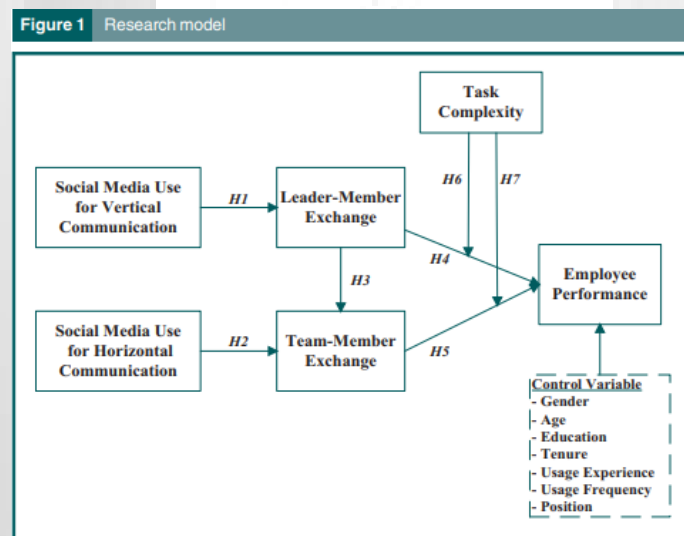 Figure 1 Research model
Task
Complexity
H6
H7
Social Media Use
for Vertical
Communication
H1
Leader-Member
Exchange
H4
H3
Employee
Performance
Social Media Use
for Horizontal
Communication
H2
Team-Member
Exchange
H5
Control Variable
- Gender
- Age
- Education
- Tenure
- Usage Experience
- Usage Frequency
- Position